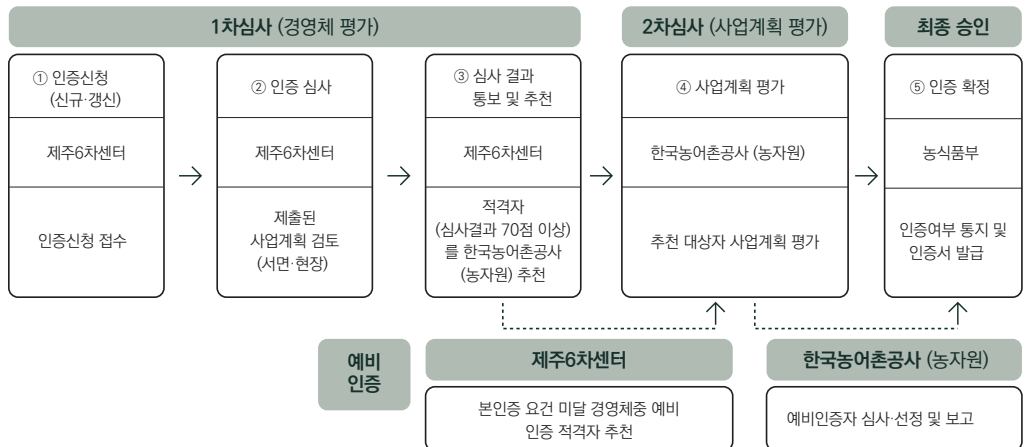 1차심사 (경영체 평가)
2차심사 (사업계획 평가)
최종 승인
① 인증신청
(신규·갱신)
제주6차센터
인증신청 접수
② 인증 심사
제주6차센터
제출된
사업계획 검토
(서면·현장)
③ 심사 결과
통보 및 추천
제주6차센터
적격자
(심사결과 70점 이상)
를 한국농어촌공사
(농자원) 추천
④ 사업계획 평가
한국농어촌공사 (농자원)
추천 대상자 사업계획 평가
⑤ 인증 확정
농식품부
인증여부 통지 및
인증서 발급
예비
인증
제주6차센터
본인증 요건 미달 경영체중 예비
인증 적격자 추천
한국농어촌공사 (농자원)
예비인증자 심사·선정 및 보고